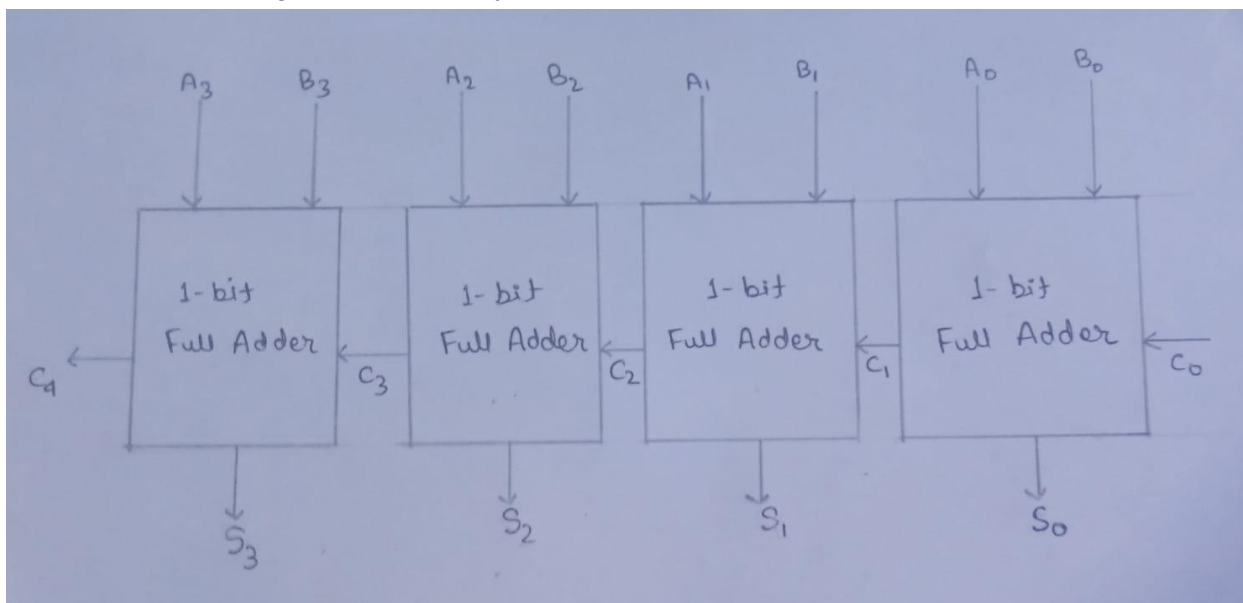 A3 B3 A2 B2 A1 B1 A0 B0
1-bit 1-bit 1-bit 1-bit
Full Adder Full Adder Full Adder Full Adder
C4 C3 C2 C1 C0
S3 S2 S1 S0